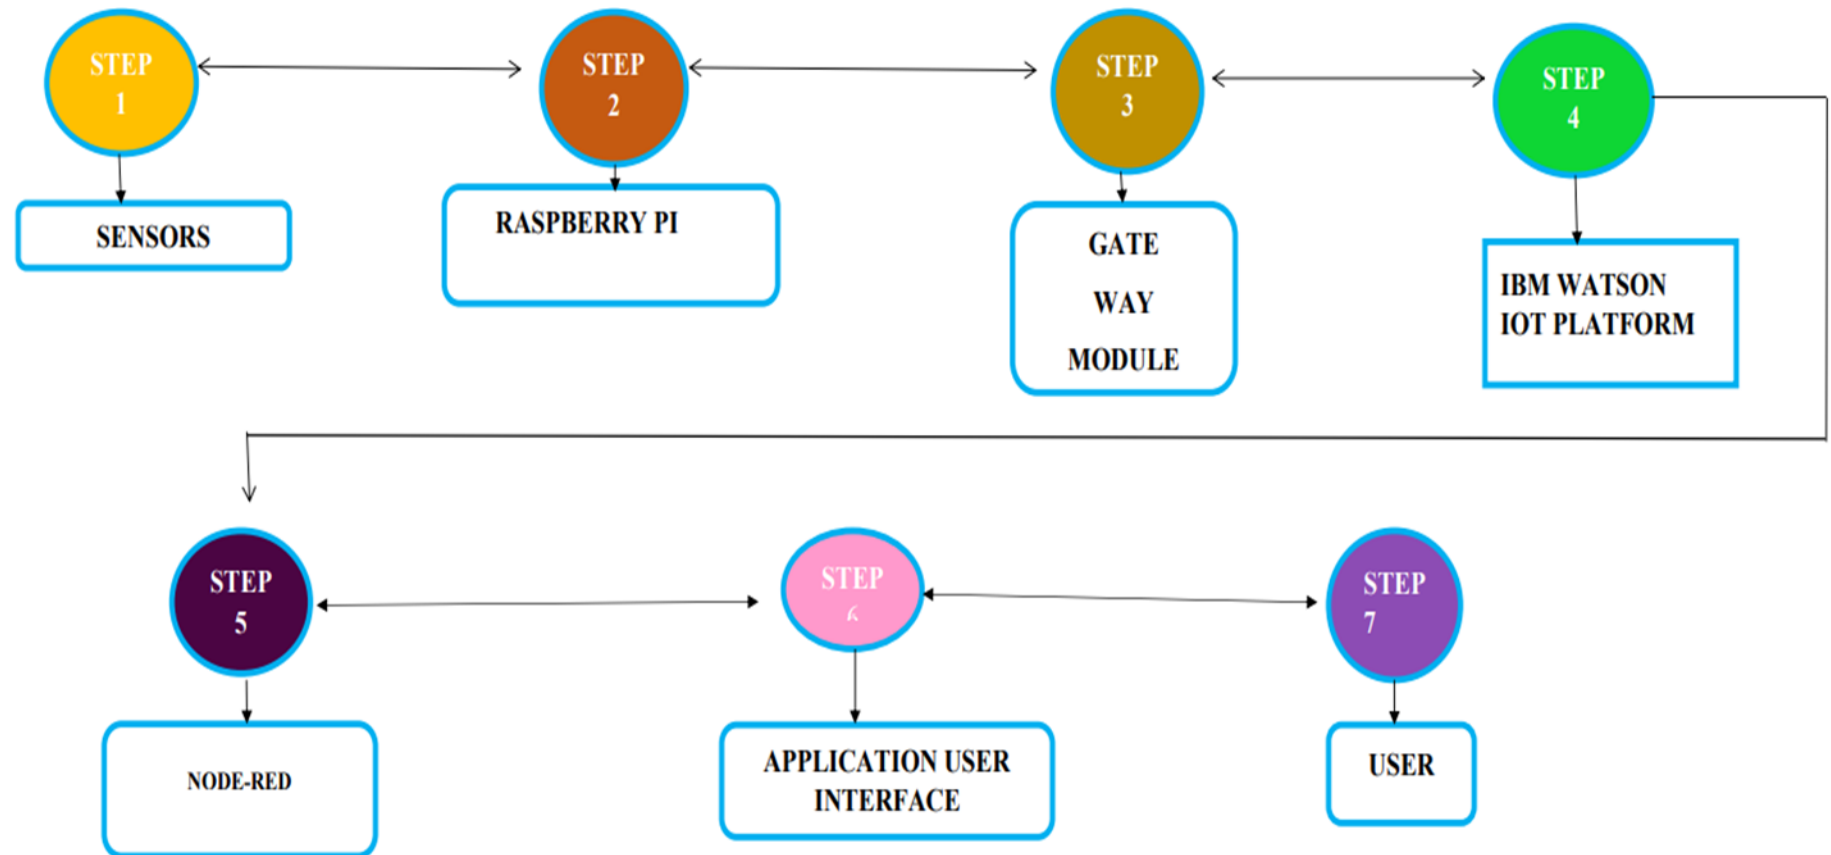 STEP
1
STEP
2
STEP
3
STEP
4
SENSORS
RASPBERRY PI
GATE
WAY
MODULE
IBM WATSON
IOT PLATFORM
STEP
5
STEP
6
STEP
7
NODE-RED
APPLICATION USER
INTERFACE
USER